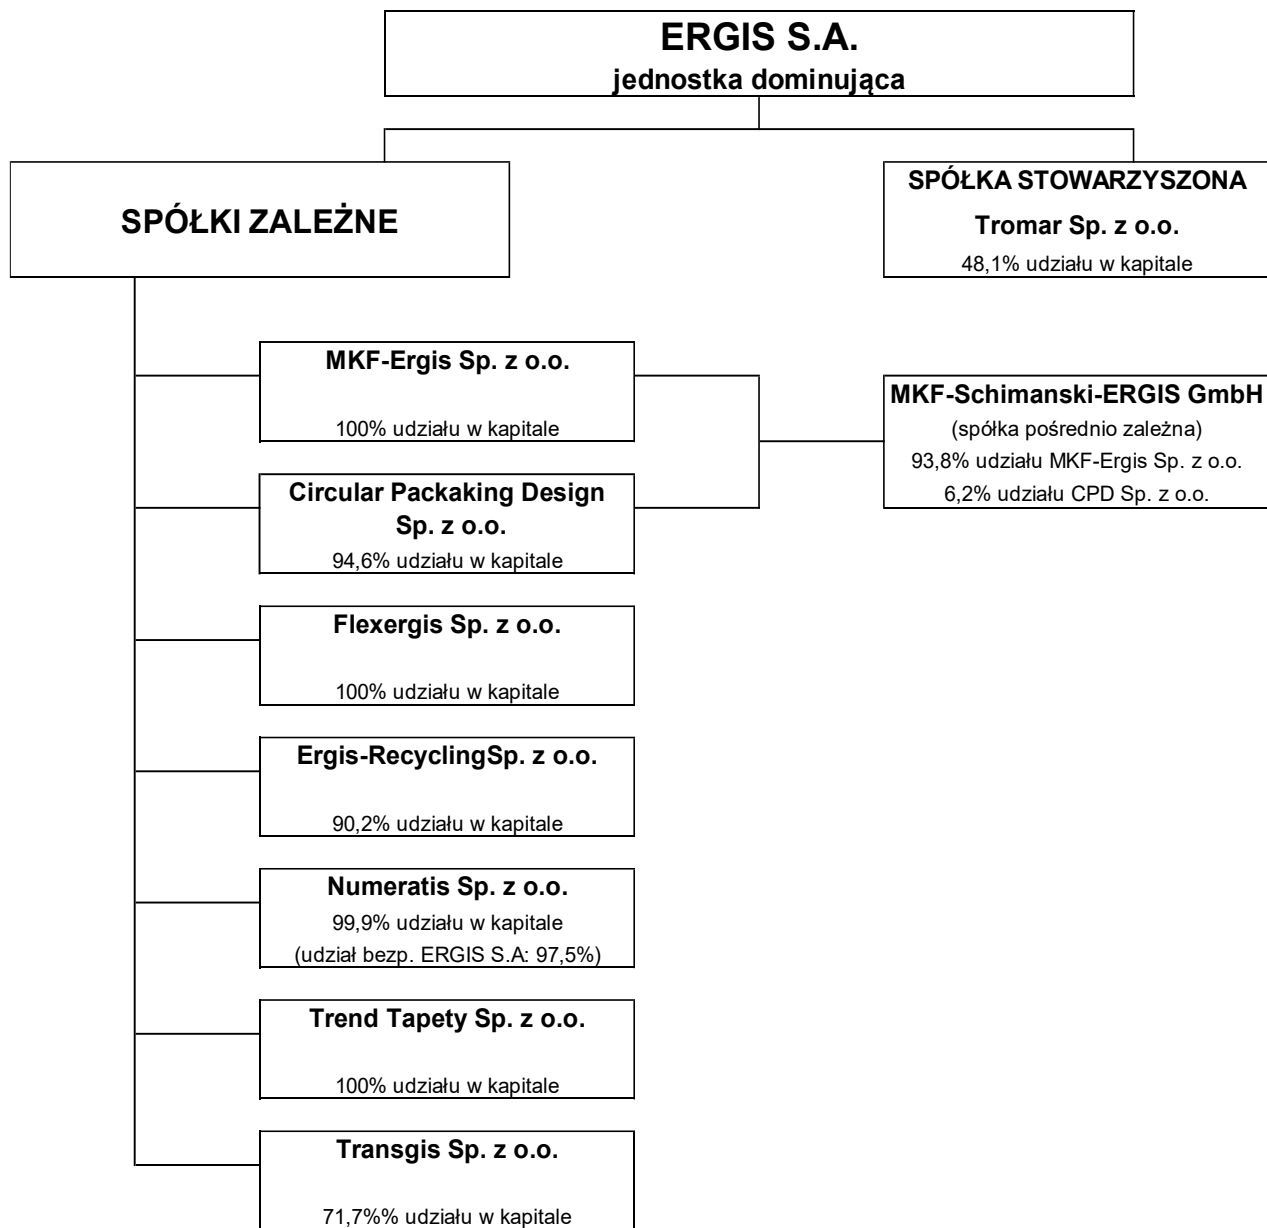 ERGIS S.A.
jednostka dominująca
SPÓŁKI ZALEŻNE
SPÓŁKA STOWARZYSZONA
Tromar Sp. z o.o.
48,1% udziału w kapitale
MKF-Ergis Sp. z o.o.
100% udziału w kapitale
MKF-Schimanski-ERGIS GmbH
(spółka pośrednio zależna)
93,8% udziału MKF-Ergis Sp. z o.o.
6,2% udziału CPD Sp. z o.o.
Circular Packaking Design
Sp. z o.o.
94,6% udziału w kapitale
Flexergis Sp. z o.o.
100% udziału w kapitale
Ergis-RecyclingSp. z o.o.
90,2% udziału w kapitale
Numeratis Sp. z o.o.
99,9% udziału w kapitale
(udział bezp. ERGIS S.A: 97,5%)
Trend Tapety Sp. z o.o.
100% udziału w kapitale
Transgis Sp. z o.o.
71,7%% udziału w kapitale